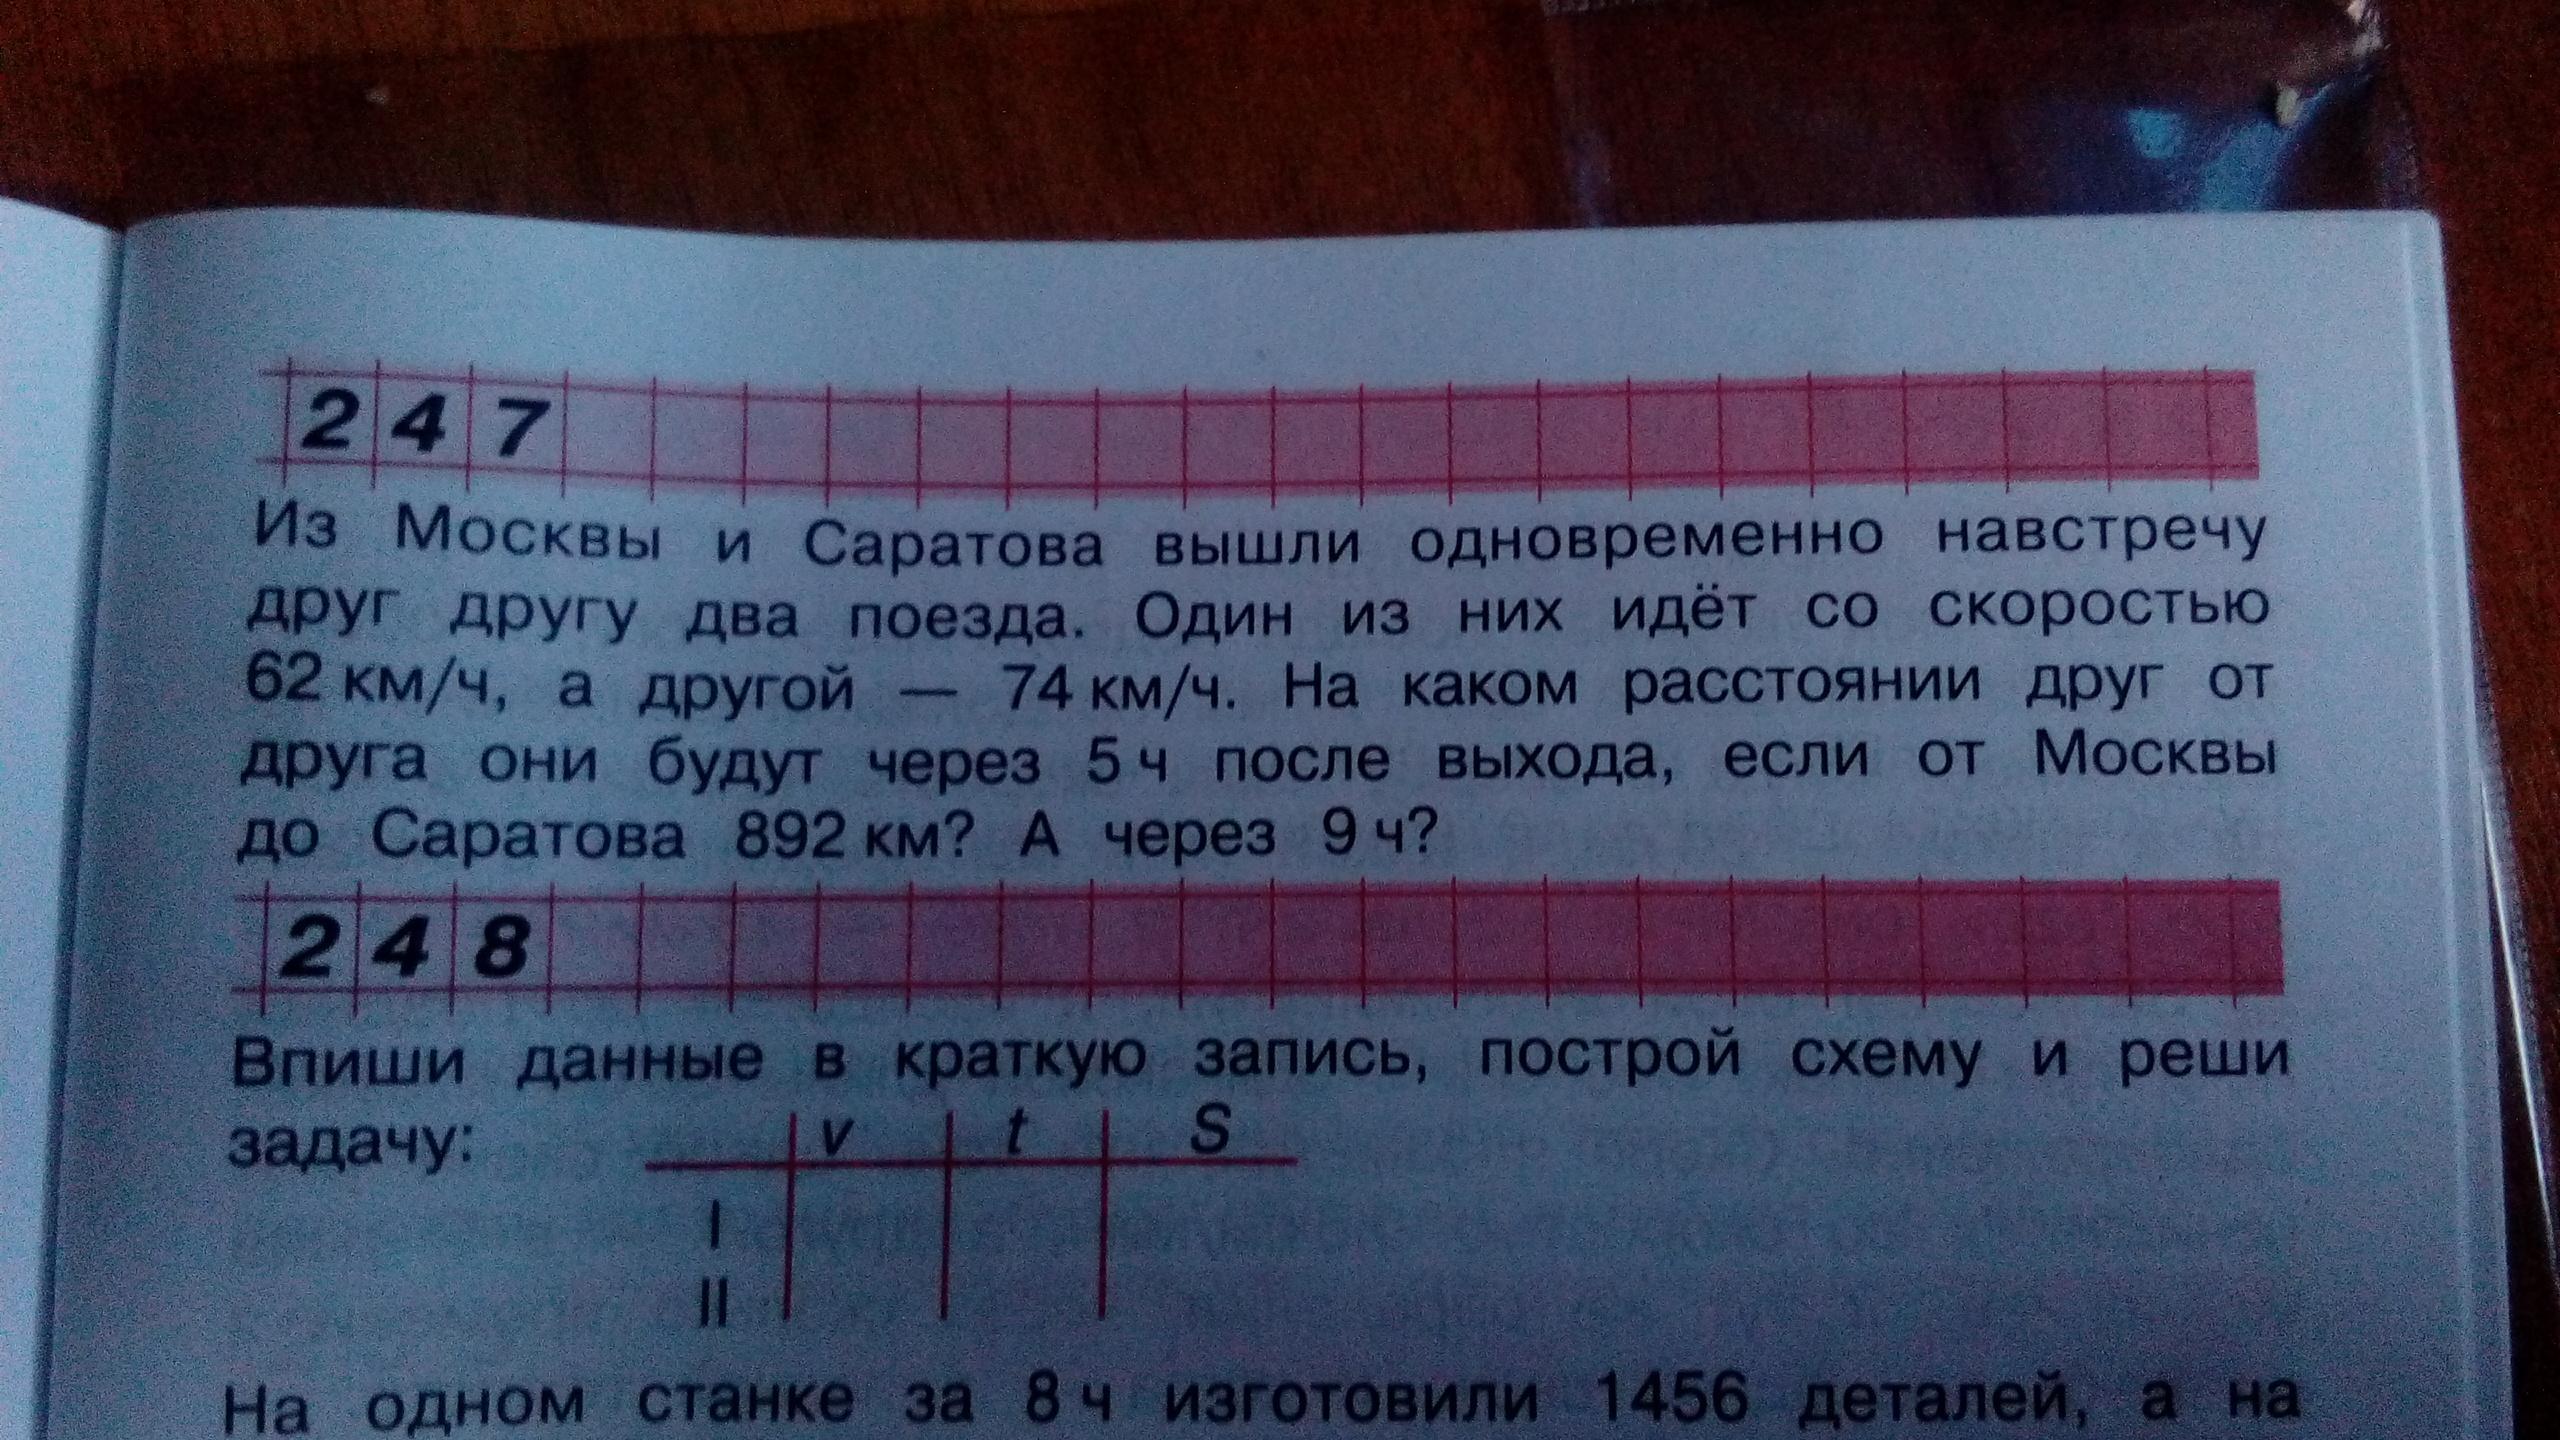 247
Из Москвы и Саратова вышли одновременно навстречу
друг другу два поезда. Один из них идёт со скоростью
62 км/ч, а другой — 74 км/ч. На каком расстоянии друг от
друга они будут через 5 ч после выхода, если от Москвы
до Саратова 892 км? А через 9 ч?
248
Впиши данные в краткую запись, построй схему и реши
задачу:
v t S
I
II
На одном станке за 8 ч изготовили 1456 деталей, а на